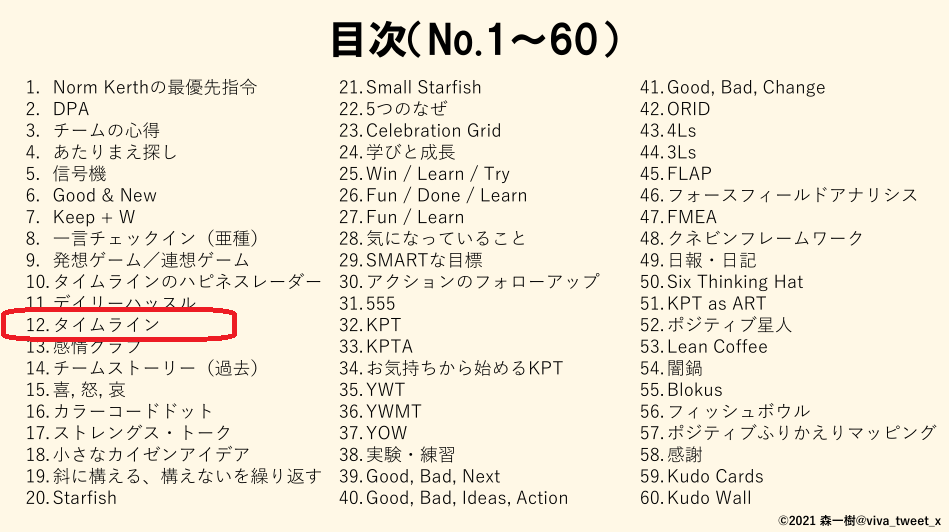 目次（No.1～60）
1. Norm Kerthの最優先指令
2. DPA
3. チームの心得
4. あたりまえ探し
5. 信号機
6. Good & New
7. Keep + W
8. 一言チェックイン（亜種）
9. 発想ゲーム／連想ゲーム
10. タイムラインのハピネスレーダー
11. デイリーハッスル
12. タイムライン
13. 感情グラフ
14. チームストーリー（過去）
15. 喜, 怒, 哀
16. カラーコードドット
17. ストレングス・トーク
18. 小さなカイゼンアイデア
19. 斜に構える、構えないを繰り返す
20. Starfish
21. Small Starfish
22. 5つのなぜ
23. Celebration Grid
24. 学びと成長
25. Win / Learn / Try
26. Fun / Done / Learn
27. Fun / Learn
28. 気になっていること
29. SMARTな目標
30. アクションのフォローアップ
31. 555
32. KPT
33. KPTA
34. お気持ちから始めるKPT
35. YWT
36. YWMT
37. YOW
38. 実験・練習
39. Good, Bad, Next
40. Good, Bad, Ideas, Action
41. Good, Bad, Change
42. ORID
43. 4Ls
44. 3Ls
45. FLAP
46. フォースフィールドアナリシス
47. FMEA
48. クネビンフレームワーク
49. 日報・日記
50. Six Thinking Hat
51. KPT as ART
52. ポジティブ星人
53. Lean Coffee
54. 闇鍋
55. Blokus
56. フィッシュボウル
57. ポジティブふりかえりマッピング
58. 感謝
59. Kudo Cards
60. Kudo Wall
©2021 森一樹@viva_tweet_x